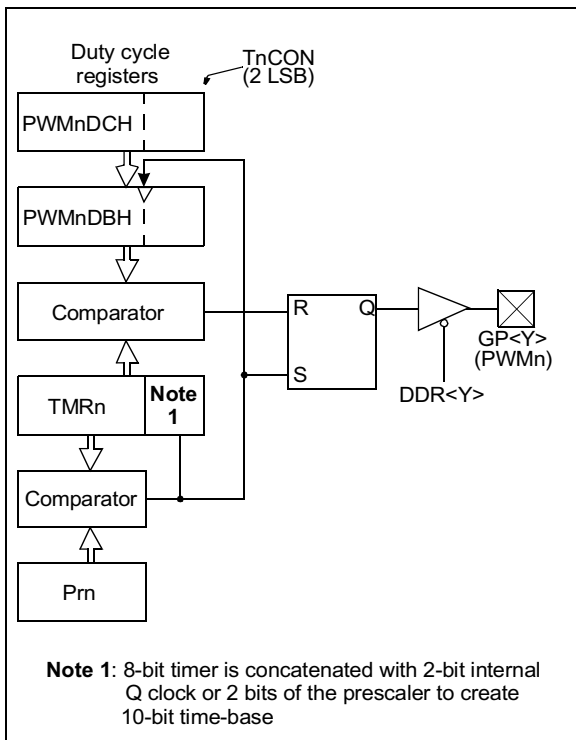 Duty cycle
registers
TnCON
(2 LSB)
PWMnDCH
PWMnDBH
Comparator
R
Q
S
GP<Y>
(PWMn)
DDR<Y>
TMRn
Note
1
Comparator
Prn
Note 1: 8-bit timer is concatenated with 2-bit internal
Q clock or 2 bits of the prescaler to create
10-bit time-base